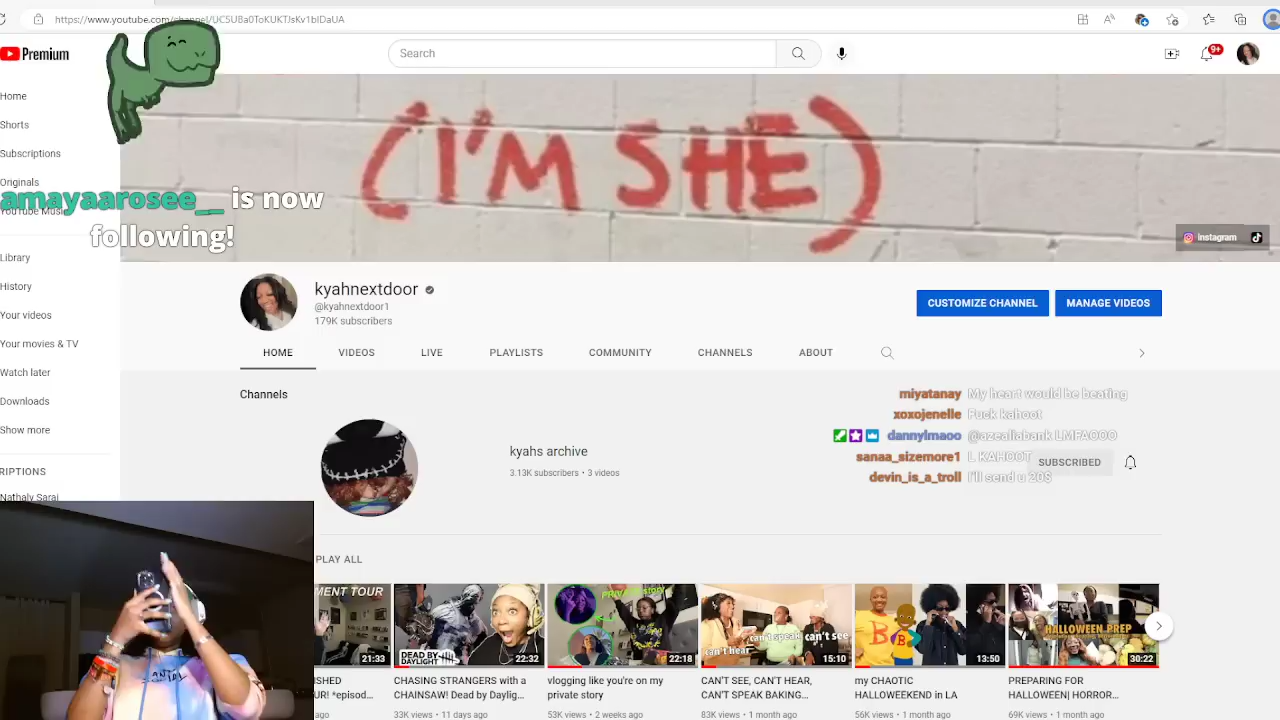 https://www.youtube.com/channel/UCSUBa0ToKUKTJsKv1biDaUA
Premium
Search
9+
Home
Shorts
Subscriptions
Originals
YouTube Music
Library
History
Your videos
Your movies & TV
Watch later
Downloads
Show more
RIPTIONS
Nathaly Sarai
amayaarosee__ is now
following!
(I'M SHE)
Instagram
kyahnextdoor
@kyahnextdoor1
179K subscribers
CUSTOMIZE CHANNEL
MANAGE VIDEOS
HOME
VIDEOS
LIVE
PLAYLISTS
COMMUNITY
CHANNELS
ABOUT
Channels
kyahs archive
3.13K subscribers • 3 videos
SUBSCRIBED
miyatanay My heart would be beating
xoxojenelle Fuck kahoot
dannylmaoo @azealiabank LMFAOOO
sanaa_sizemore1 L KAHOOT
devin_is_a_troll I'll send u 20$
PLAY ALL
MENT TOUR
21:33
SHED
UR! *episod...
ago
DEAD BY
DAYLIGHT
22:32
CHASING STRANGERS with a
CHAINSAW! Dead by Daylig...
33K views • 11 days ago
PRIVATE story
22:18
vlogging like you're on my
private story
53K views • 2 weeks ago
can't hear
can't speak
can't see
15:10
CAN'T SEE, CAN'T HEAR,
CAN'T SPEAK BAKING...
83K views • 1 month ago
B
B
13:50
my CHAOTIC
HALLOWEEKEND in LA
56K views • 1 month ago
HALLOWEEN PREP
30:22
PREPARING FOR
HALLOWEEN| HORROR...
69K views • 1 month ago